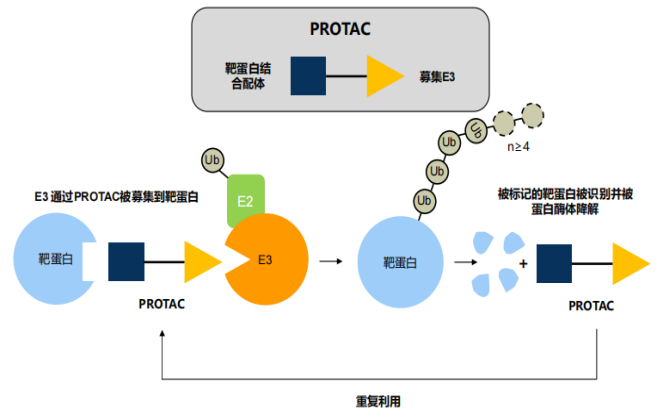 PROTAC
靶蛋白结
合配体
募集E3
Ub
Ub
Ub
Ub
Up
n≥4
E3 通过PROTAC被募集到靶蛋白
E2
被标记的靶蛋白被识别并被
蛋白酶体降解
靶蛋白
E3
靶蛋白
+
PROTAC
PROTAC
重复利用